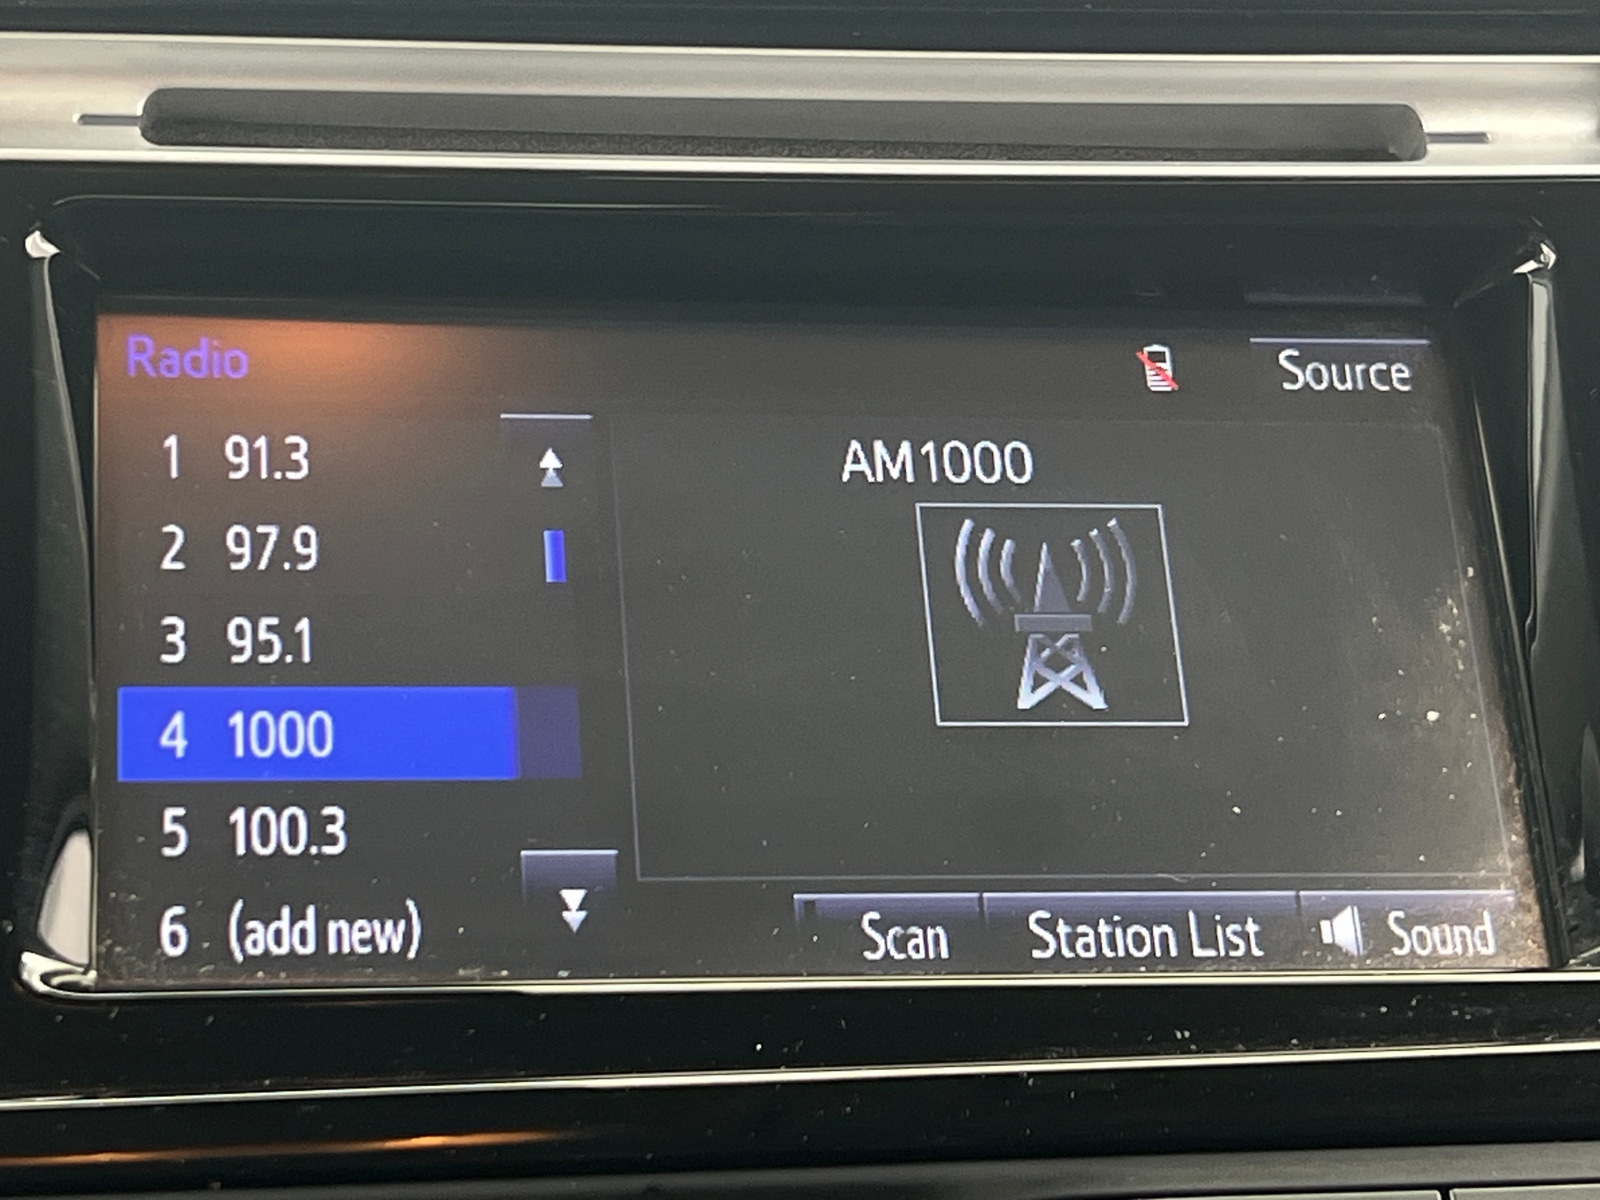 Radio
Source
1 91.3
2 97.9
3 95.1
4 1000
5 100.3
6 (add new)
AM1000
Scan
Station List
Sound